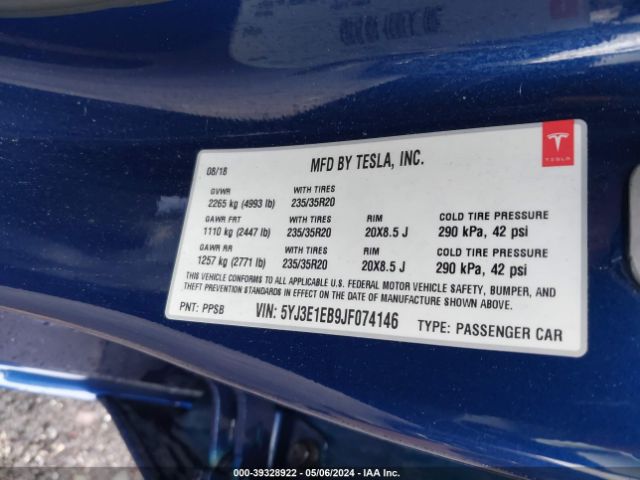 08/18
MFD BY TESLA, INC.
TESLA
GVWR WITH TIRES
2265 kg (4993 lb) 235/35R20
GAWR FRT WITH TIRES RIM COLD TIRE PRESSURE
1110 kg (2447 lb) 235/35R20 20X8.5 J 290 kPa, 42 psi
GAWR RR WITH TIRES RIM COLD TIRE PRESSURE
1257 kg (2771 lb) 235/35R20 20X8.5 J 290 kPa, 42 psi
THIS VEHICLE CONFORMS TO ALL APPLICABLE U.S. FEDERAL MOTOR VEHICLE SAFETY, BUMPER, AND
THEFT PREVENTION STANDARDS IN EFFECT ON THE DATE OF MANUFACTURE SHOWN ABOVE.
PNT: PPSB VIN: 5YJ3E1EB9JF074146 TYPE: PASSENGER CAR
000-39328922 - 05/06/2024 - IAA Inc.